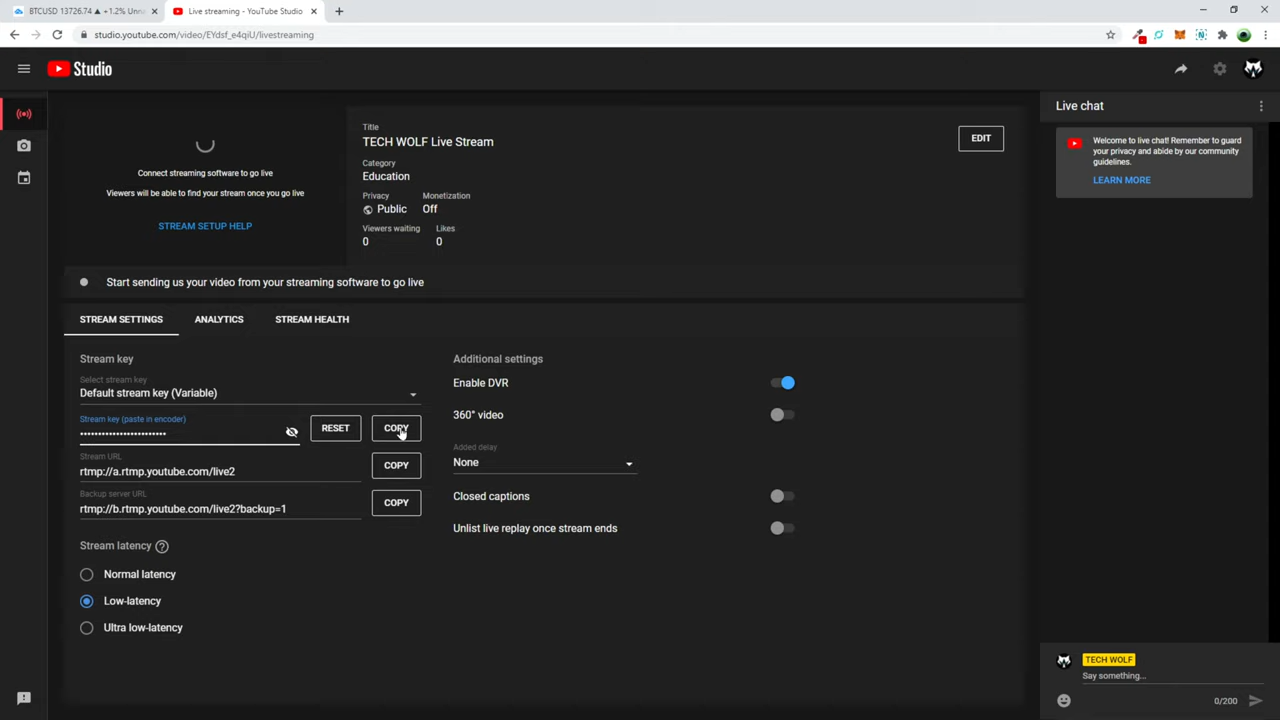 BTCUSD 13726.74 ▲ +1.2% Unna
Live streaming - YouTube Studio
studio.youtube.com/video/EYdsf_e4qiU/livestreaming
Studio
Connect streaming software to go live
Viewers will be able to find your stream once you go live
STREAM SETUP HELP
Title
TECH WOLF Live Stream
EDIT
Category
Education
Privacy Monetization
Public Off
Viewers waiting Likes
0 0
Start sending us your video from your streaming software to go live
STREAM SETTINGS ANALYTICS STREAM HEALTH
Stream key
Select stream key
Default stream key (Variable)
Stream key (paste in encoder)
••••••••••••••••••••••••
RESET COPY
Stream URL
rtmp://a.rtmp.youtube.com/live2
COPY
Backup server URL
rtmp://b.rtmp.youtube.com/live2?backup=1
COPY
Stream latency
Normal latency
Low-latency
Ultra low-latency
Additional settings
Enable DVR
360° video
Added delay
None
Closed captions
Unlist live replay once stream ends
Live chat
Welcome to live chat! Remember to guard
your privacy and abide by our community
guidelines.
LEARN MORE
TECH WOLF
Say something...
0/200